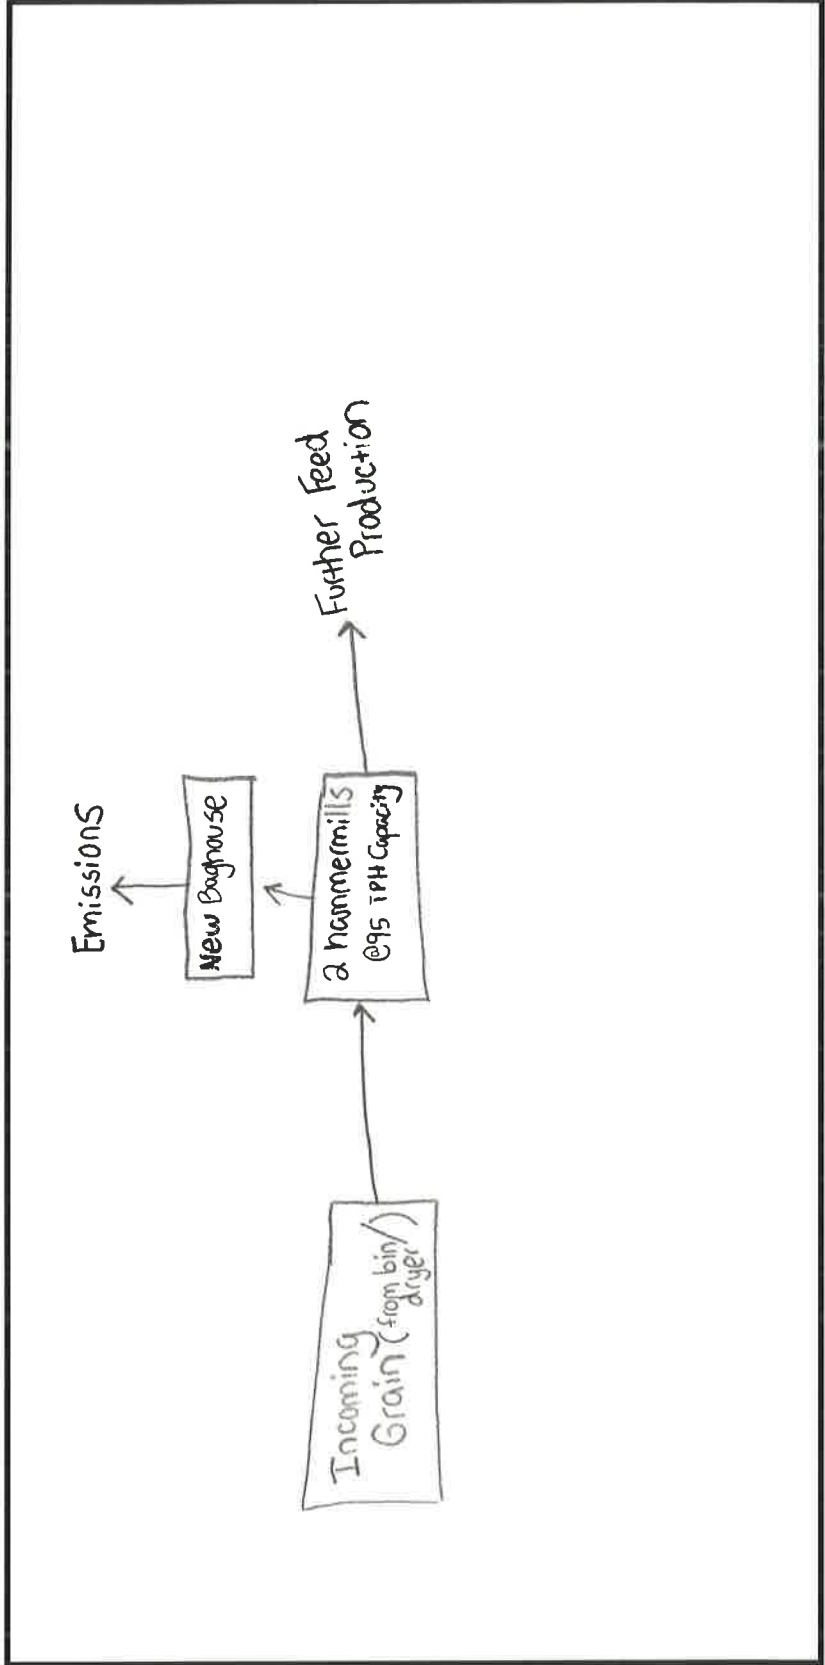 Emissions
New Baghouse
Incoming
Grain (from bin/
dryer)
2 hammermills
@95 TPH Capacity
Further Feed
Production